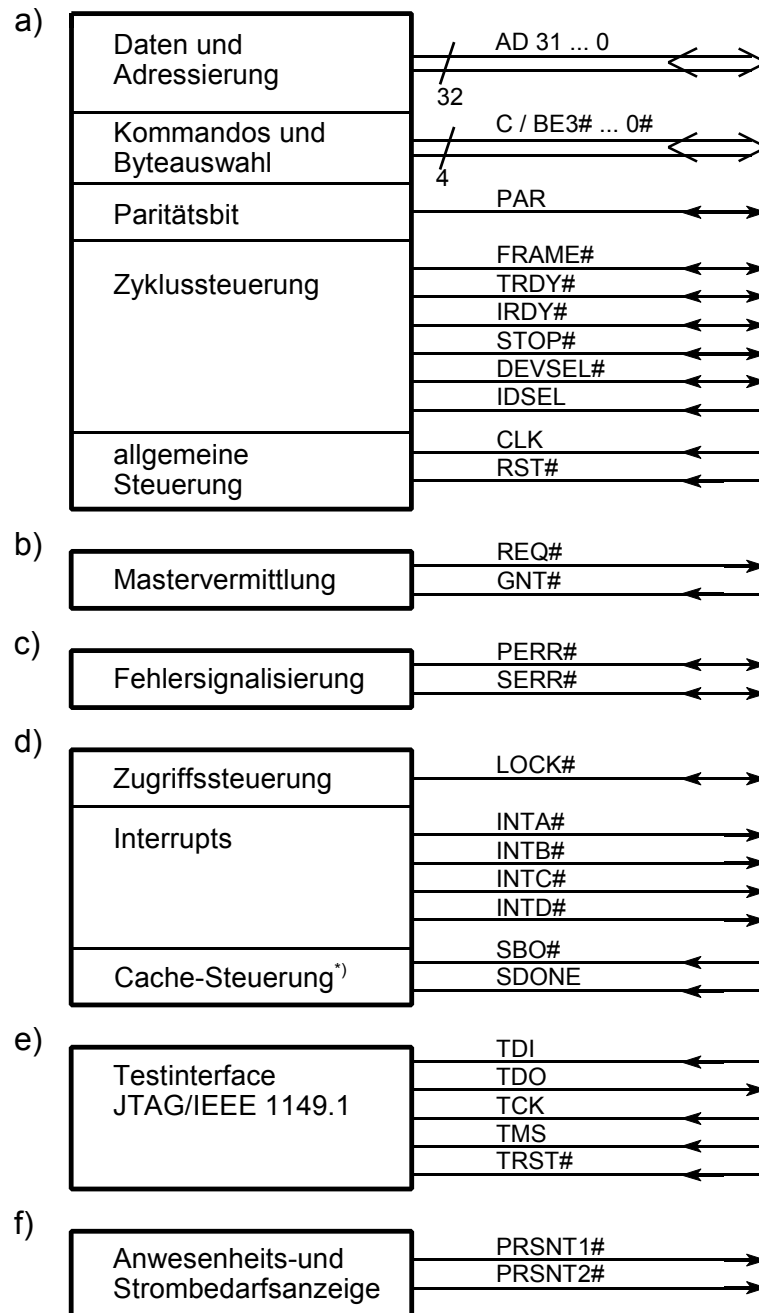 a)
Daten und
Adressierung
AD 31 ... 0
32
Kommandos und
Byteauswahl
C / BE3# ... 0#
4
Paritätsbit
PAR
Zyklussteuerung
FRAME#
TRDY#
IRDY#
STOP#
DEVSEL#
IDSEL
allgemeine
Steuerung
CLK
RST#
b)
Mastervermittlung
REQ#
GNT#
c)
Fehlersignalisierung
PERR#
SERR#
d)
Zugriffssteuerung
LOCK#
Interrupts
INTA#
INTB#
INTC#
INTD#
Cache-Steuerung*)
SBO#
SDONE
e)
Testinterface
JTAG/IEEE 1149.1
TDI
TDO
TCK
TMS
TRST#
f)
Anwesenheits-und
Strombedarfsanzeige
PRSNT1#
PRSNT2#